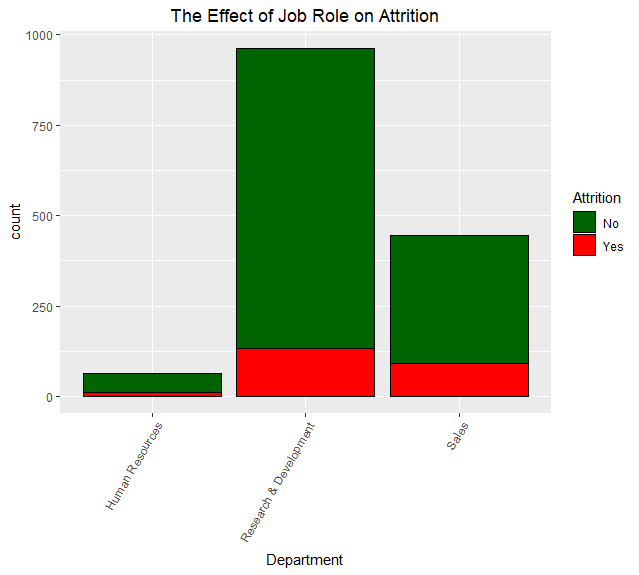 The Effect of Job Role on Attrition
1000
750
500
250
0
count
Human Resources
Research & Development
Sales
Department
Attrition
No
Yes